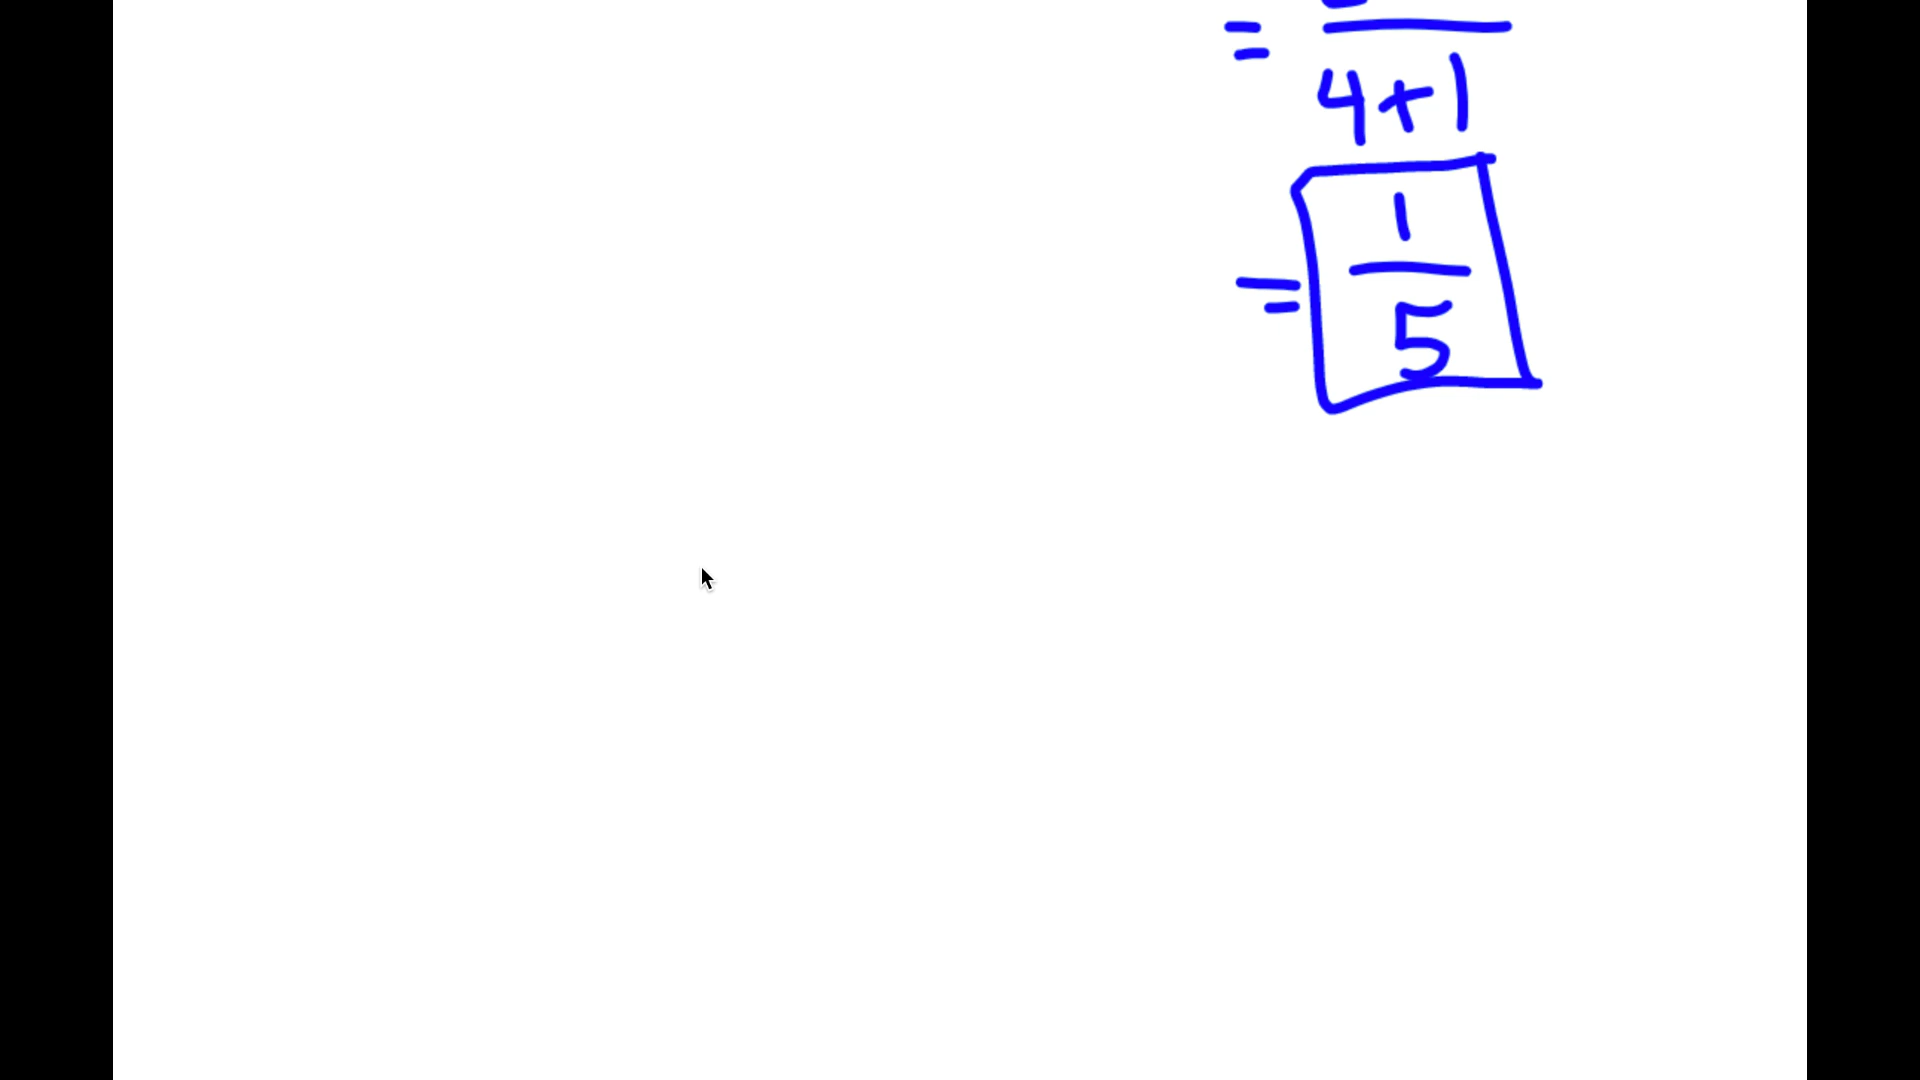 =
4+1
= 1/5